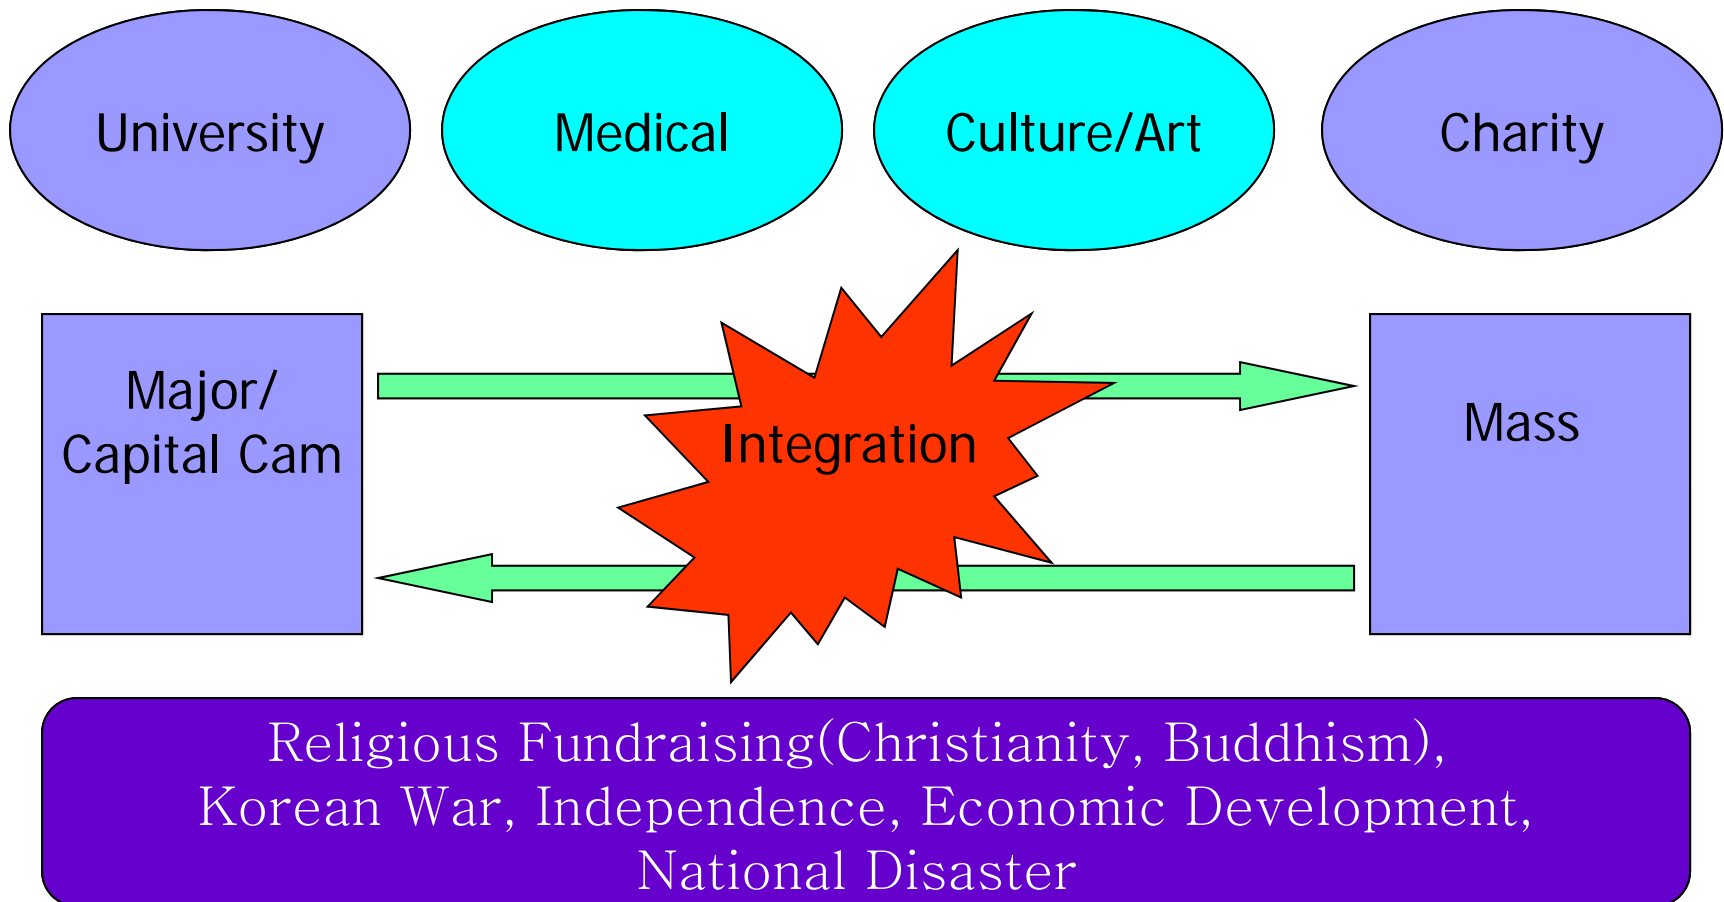 University
Medical
Culture/Art
Charity
Major/
Capital Cam
Integration
Mass
Religious Fundraising(Christianity, Buddhism),
Korean War, Independence, Economic Development,
National Disaster